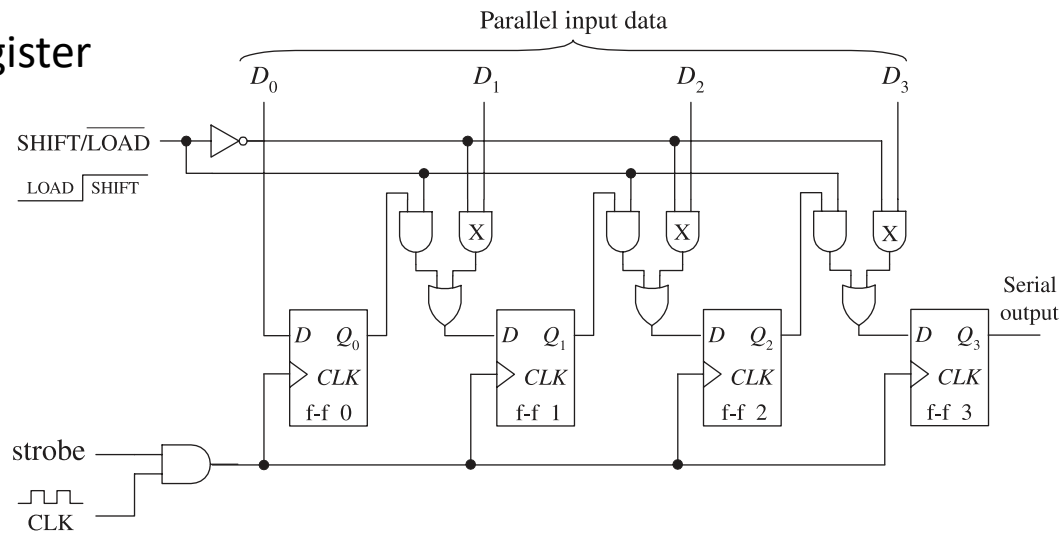 Parallel input data
gister
D₀ D₁ D₂ D₃
SHIFT/L̅O̅A̅D̅
LOAD SHIFT
X X X
Serial
output
D Q₀ D Q₁ D Q₂ D Q₃
CLK CLK CLK CLK
f-f 0 f-f 1 f-f 2 f-f 3
strobe
CLK